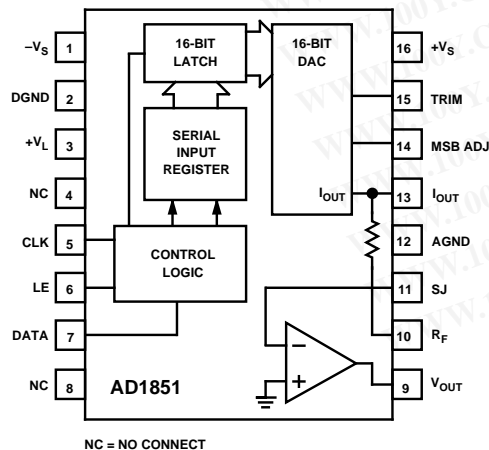 –VS 1
DGND 2
+VL 3
NC 4
CLK 5
LE 6
DATA 7
NC 8
16-BIT
LATCH
16-BIT
DAC
SERIAL
INPUT
REGISTER
CONTROL
LOGIC
IOUT
16 +VS
15 TRIM
14 MSB ADJ
13 IOUT
12 AGND
11 SJ
10 RF
9 VOUT
–
+
AD1851
NC = NO CONNECT